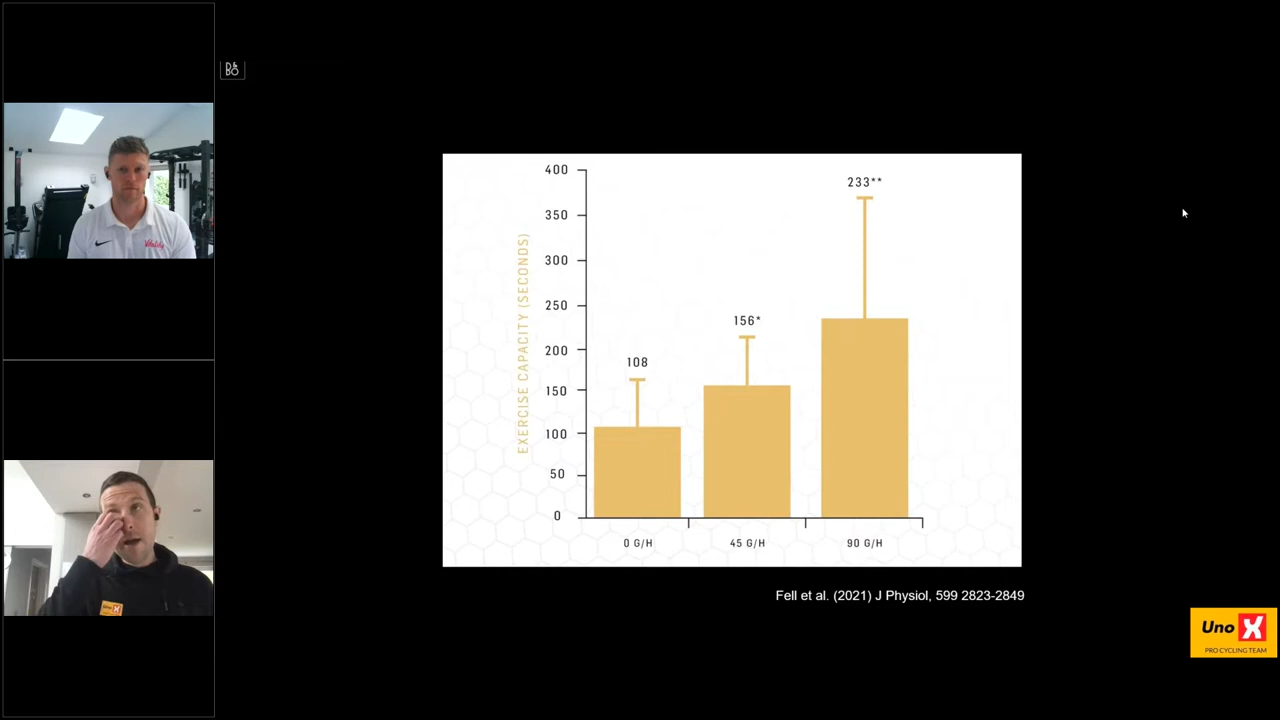 400
350
300
250
200
150
100
50
0
EXERCISE CAPACITY (SECONDS)
108
156*
233**
0 G/H
45 G/H
90 G/H
Fell et al. (2021) J Physiol, 599 2823-2849
Uno X
PRO CYCLING TEAM